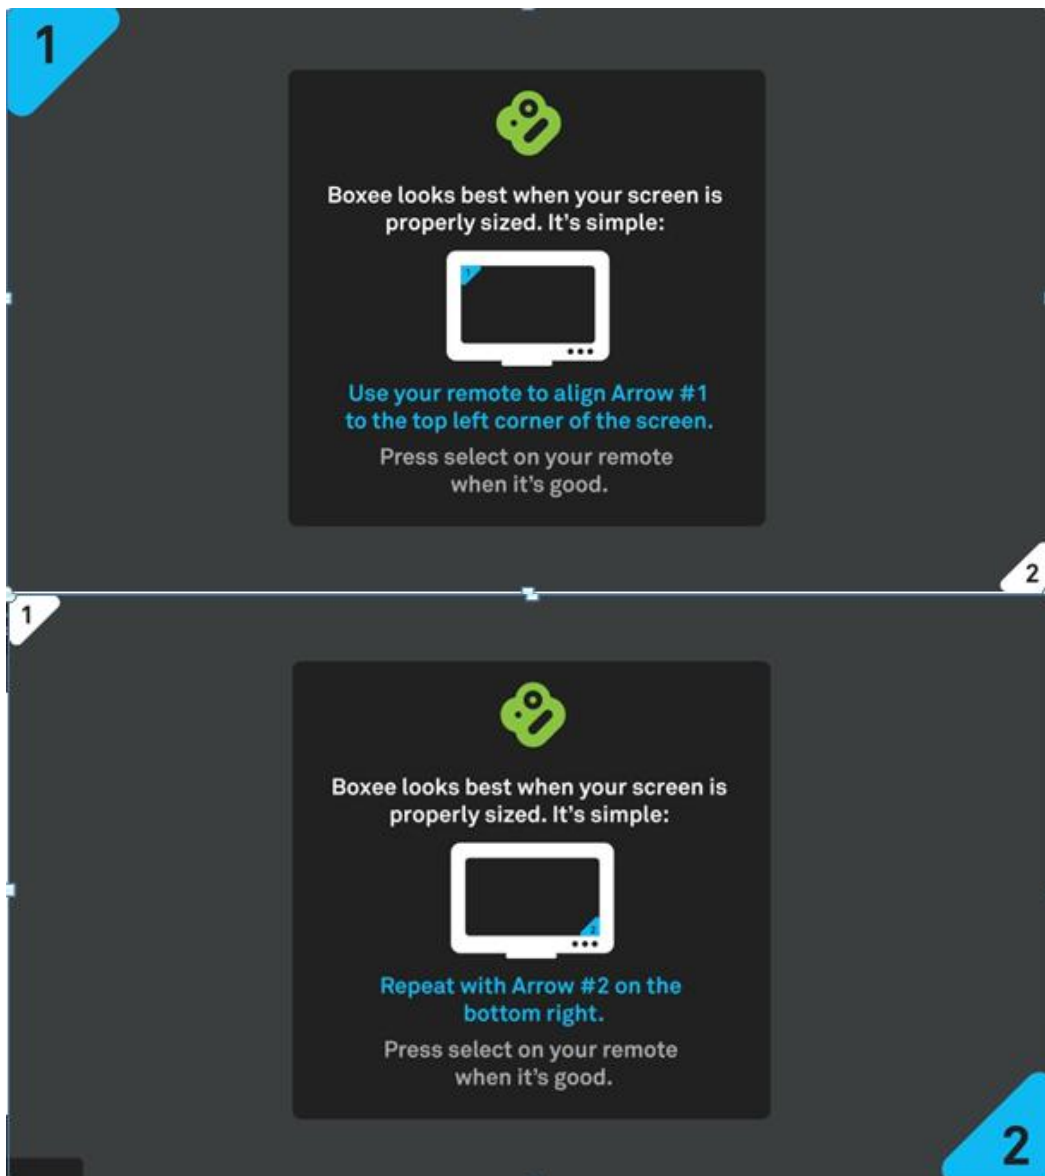 1
Boxee looks best when your screen is
properly sized. It's simple:
1
Use your remote to align Arrow #1
to the top left corner of the screen.
Press select on your remote
when it's good.
2
1
Boxee looks best when your screen is
properly sized. It's simple:
2
Repeat with Arrow #2 on the
bottom right.
Press select on your remote
when it's good.
2